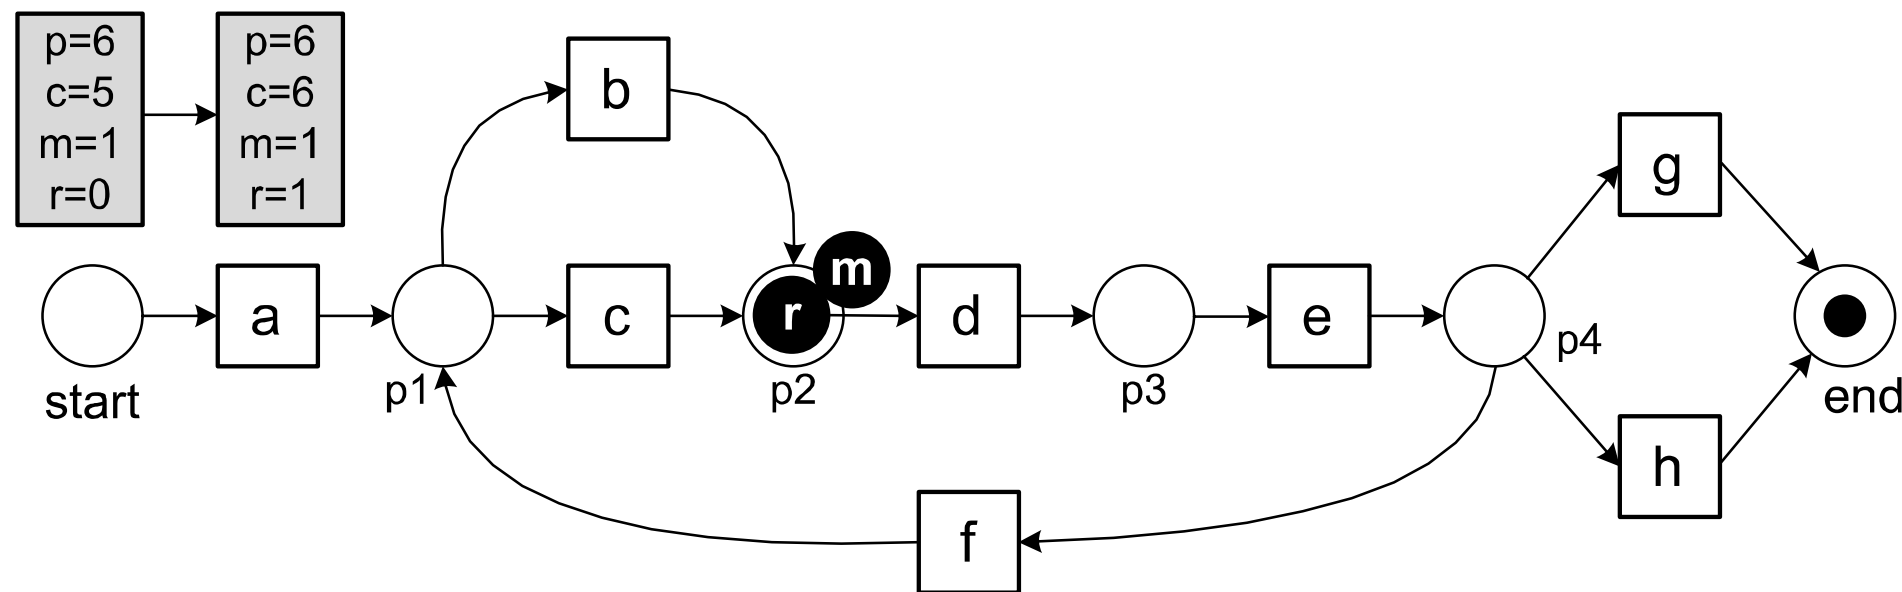 p=6
c=5
m=1
r=0
p=6
c=6
m=1
r=1
b
g
m
a
c
r
d
e
p4
start
p1
p2
p3
end
h
f